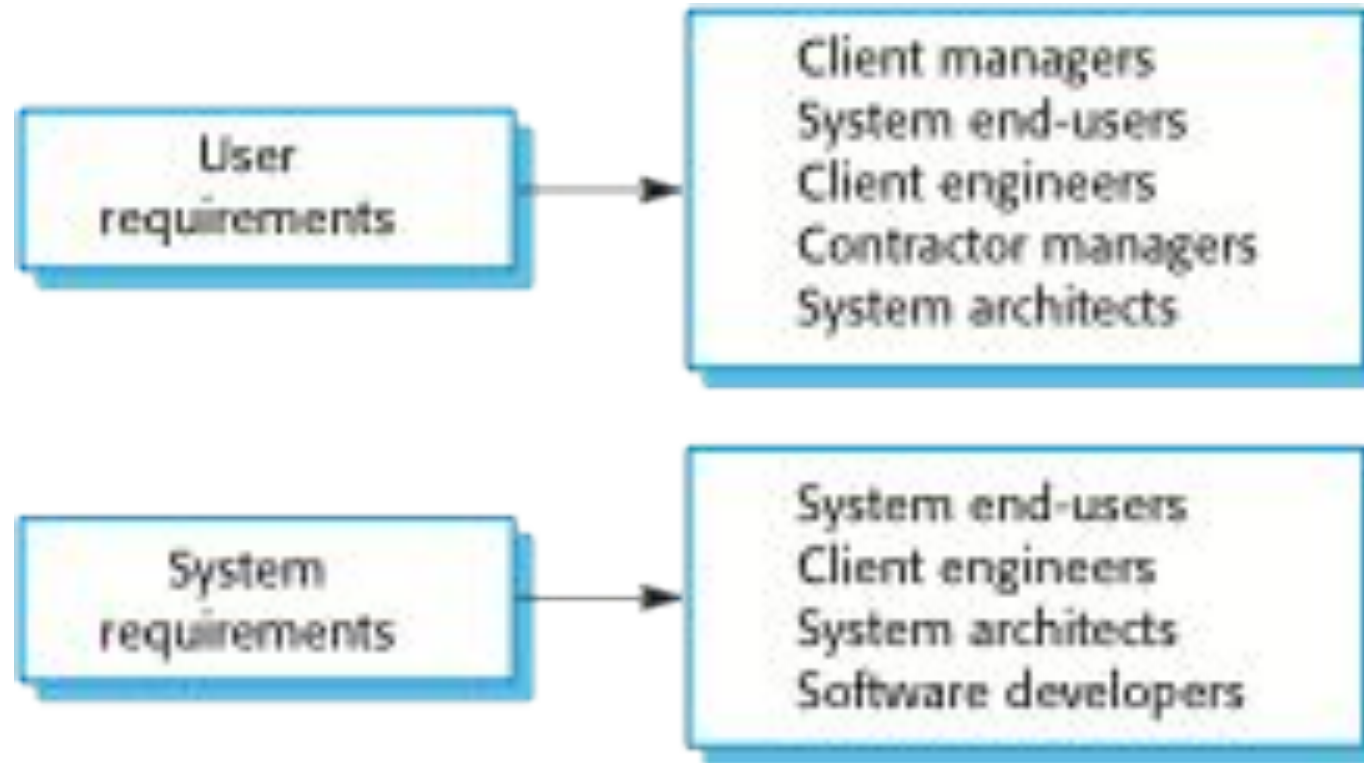 User
requirements
Client managers
System end-users
Client engineers
Contractor managers
System architects
System
requirements
System end-users
Client engineers
System architects
Software developers